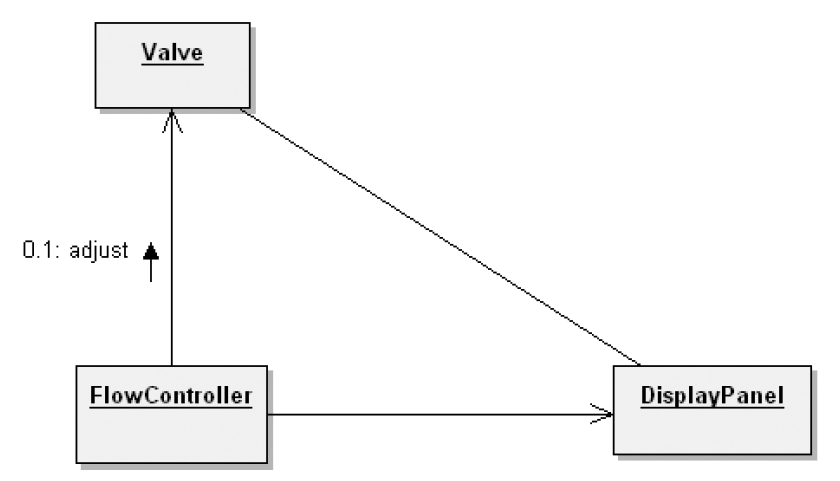 Valve
0.1: adjust
FlowController
DisplayPanel